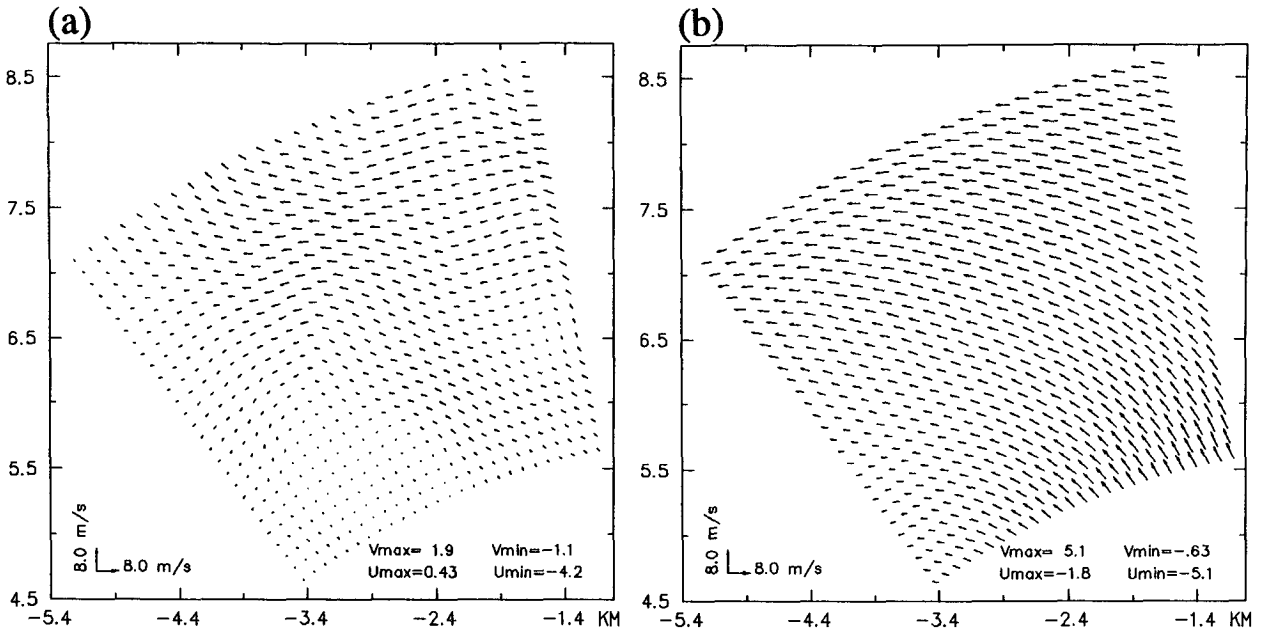 (a)
8.5
7.5
6.5
5.5
4.5
8.0 m/s
8.0 m/s
Vmax= 1.9 Vmin=-1.1
Umax=0.43 Umin=-4.2
-5.4 -4.4 -3.4 -2.4 -1.4 KM
(b)
8.5
7.5
6.5
5.5
4.5
8.0 m/s
8.0 m/s
Vmax= 5.1 Vmin=-.63
Umax=-1.8 Umin=-5.1
-5.4 -4.4 -3.4 -2.4 -1.4 KM